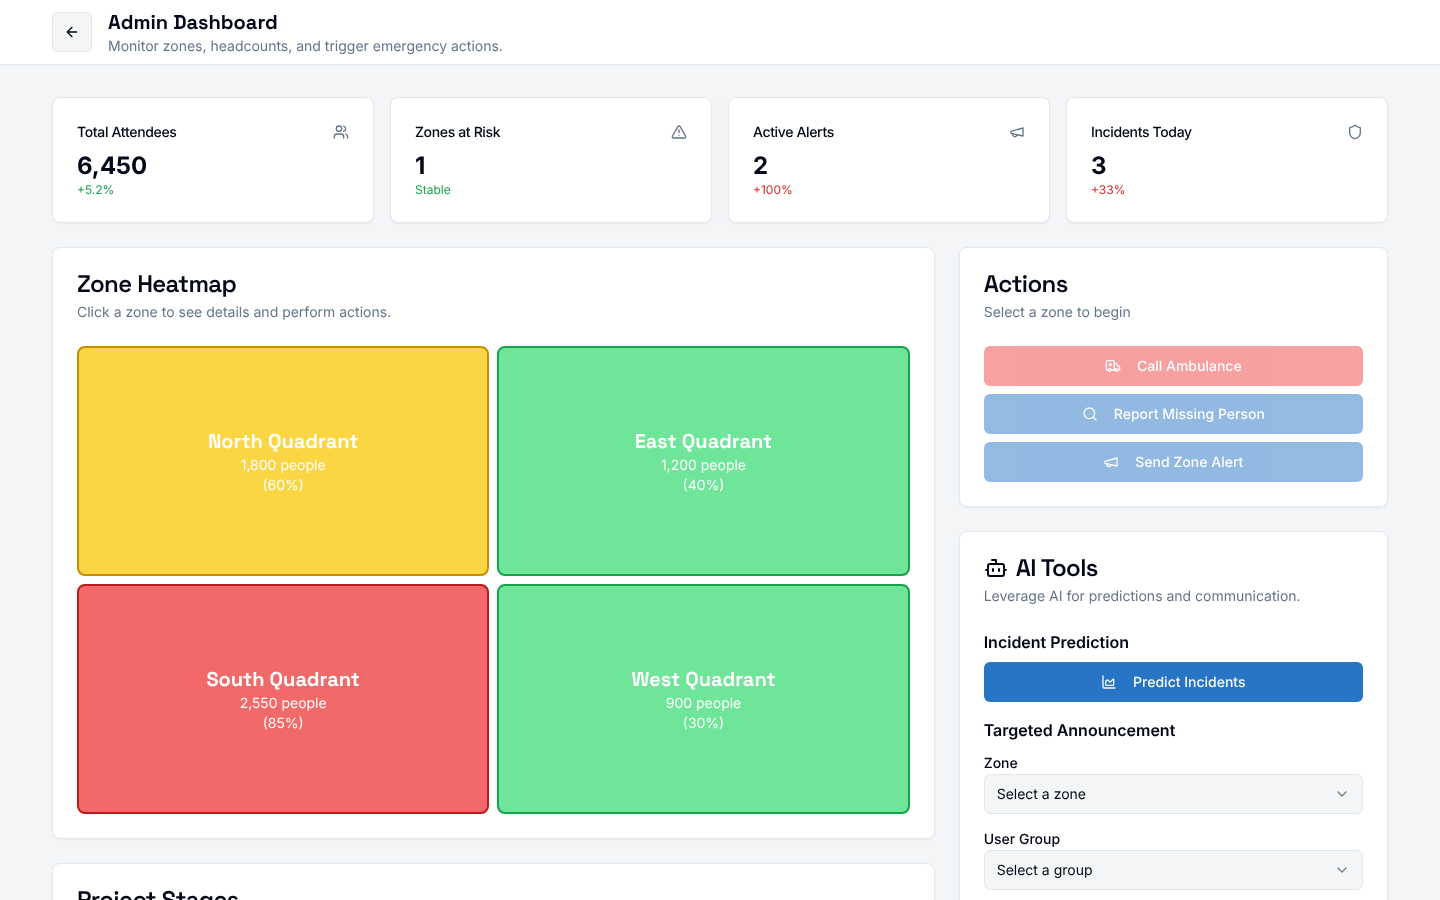 Admin Dashboard
Monitor zones, headcounts, and trigger emergency actions.
Total Attendees
6,450
+5.2%
Zones at Risk
1
Stable
Active Alerts
2
+100%
Incidents Today
3
+33%
Zone Heatmap
Click a zone to see details and perform actions.
North Quadrant
1,800 people
(60%)
East Quadrant
1,200 people
(40%)
South Quadrant
2,550 people
(85%)
West Quadrant
900 people
(30%)
Project Stages
Actions
Select a zone to begin
Call Ambulance
Report Missing Person
Send Zone Alert
AI Tools
Leverage AI for predictions and communication.
Incident Prediction
Predict Incidents
Targeted Announcement
Zone
Select a zone
User Group
Select a group